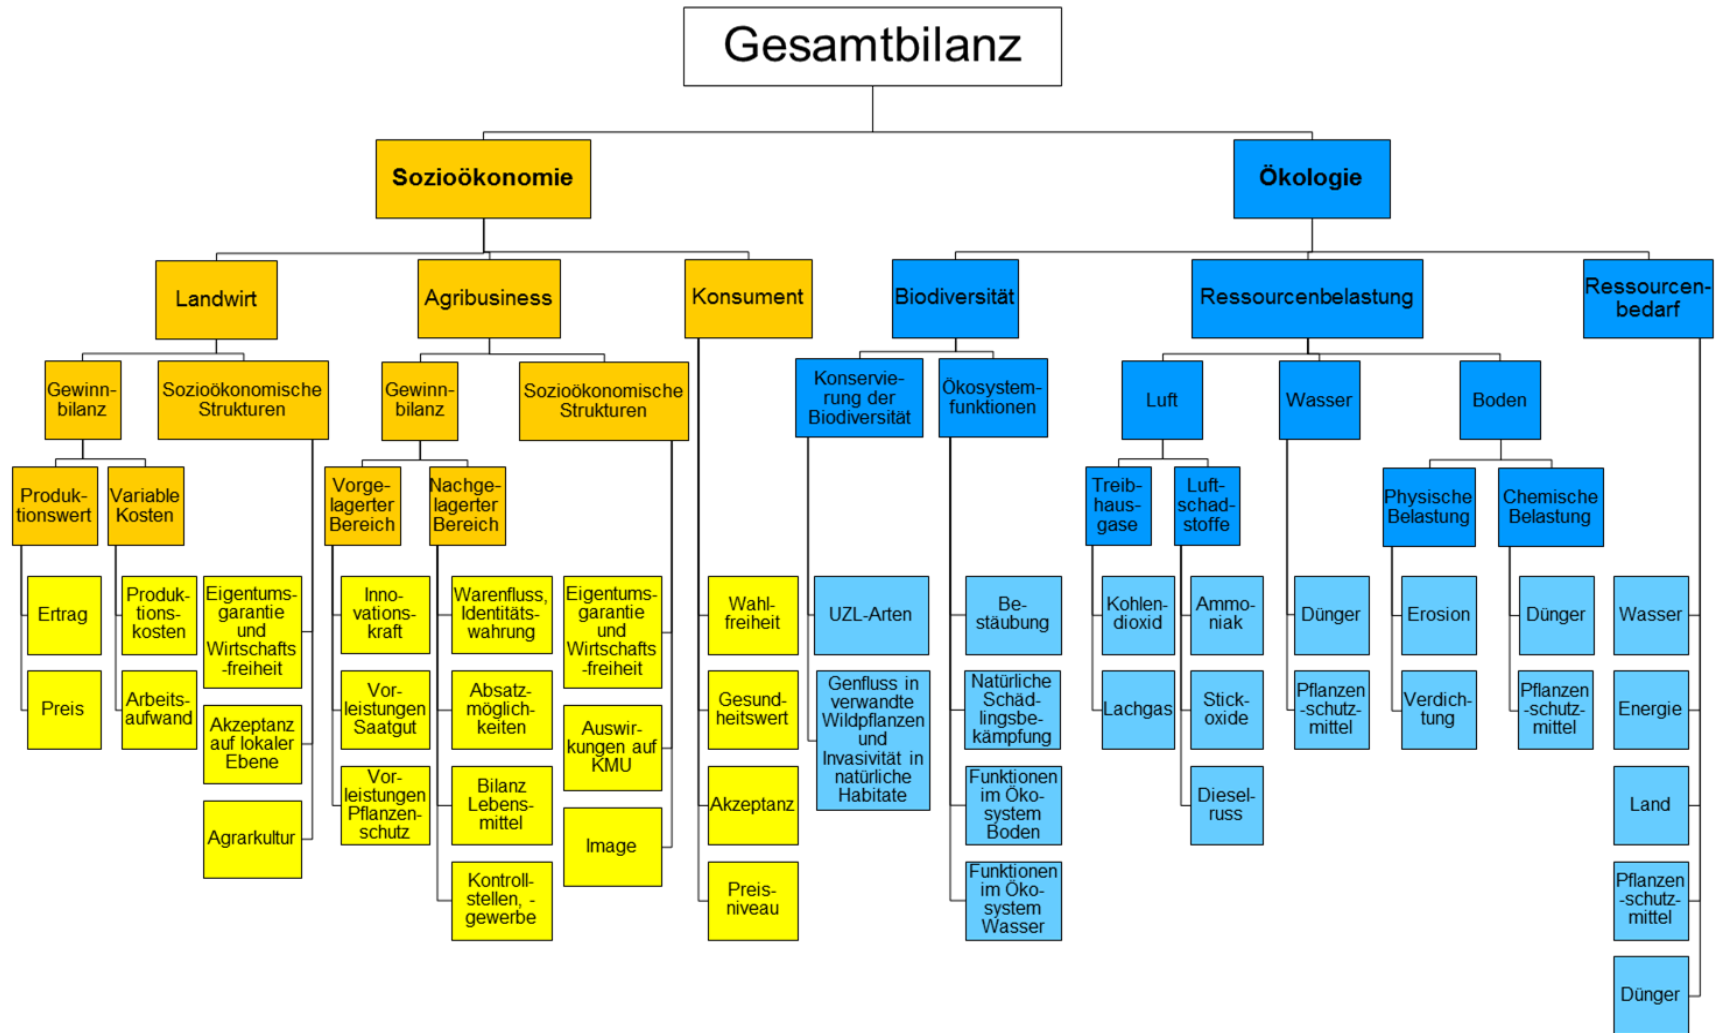 Gesamtbilanz
Sozioökonomie
Ökologie
Landwirt
Agribusiness
Konsument
Biodiversität
Ressourcenbelastung
Ressourcen-
bedarf
Gewinn-
bilanz
Sozioökonomische
Strukturen
Gewinn-
bilanz
Sozioökonomische
Strukturen
Konservie-
rung der
Biodiversität
Ökosystem-
funktionen
Luft
Wasser
Boden
Produk-
tionswert
Variable
Kosten
Vorge-
lagerter
Bereich
Nachge-
lagerter
Bereich
Treib-
haus-
gase
Luft-
schad-
stoffe
Physische
Belastung
Chemische
Belastung
Ertrag
Preis
Produk-
tions-
kosten
Arbeits-
aufwand
Eigentums-
garantie
und
Wirtschafts
-freiheit
Akzeptanz
auf lokaler
Ebene
Agrarkultur
Inno-
vations-
kraft
Vor-
leistungen
Saatgut
Vor-
leistungen
Pflanzen-
schutz
Warenfluss,
Identitäts-
wahrung
Absatz-
möglich-
keiten
Bilanz
Lebens-
mittel
Kontroll-
stellen, -
gewerbe
Eigentums-
garantie
und
Wirtschafts
-freiheit
Auswir-
kungen auf
KMU
Image
Wahl-
freiheit
Gesund-
heitswert
Akzeptanz
Preis-
niveau
UZL-Arten
Genfluss in
verwandte
Wildpflanzen
und
Invasivität in
natürliche
Habitate
Be-
stäubung
Natürliche
Schäd-
lingsbe-
kämpfung
Funktionen
im Öko-
system
Boden
Funktionen
im Öko-
system
Wasser
Kohlen-
dioxid
Lachgas
Ammo-
niak
Stick-
oxide
Diesel-
russ
Dünger
Pflanzen
-schutz-
mittel
Erosion
Verdich-
tung
Dünger
Pflanzen
-schutz-
mittel
Wasser
Energie
Land
Pflanzen
-schutz-
mittel
Dünger